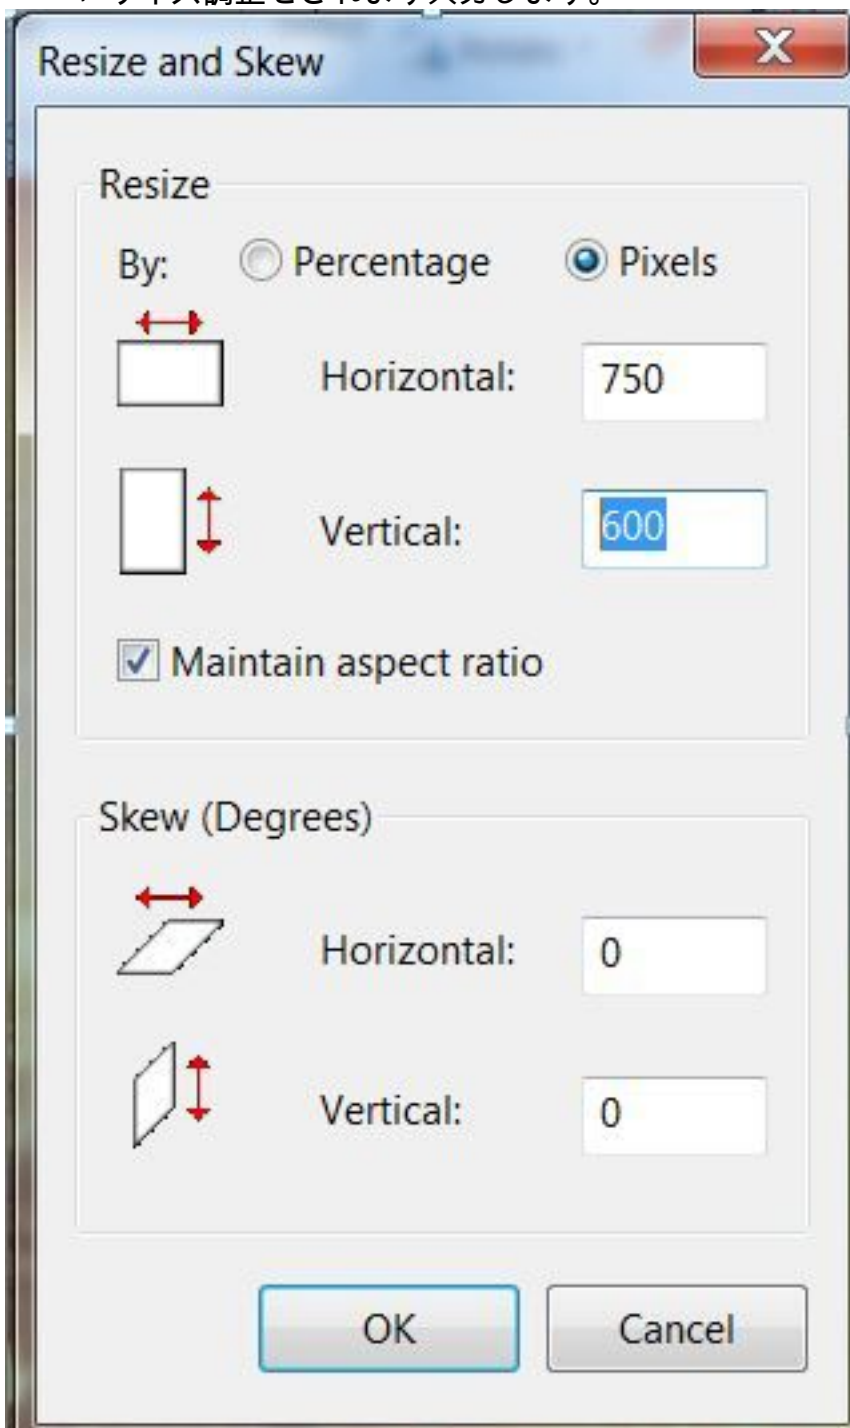 Resize and Skew
Resize
By: Percentage Pixels
Horizontal: 750
Vertical: 600
Maintain aspect ratio
Skew (Degrees)
Horizontal: 0
Vertical: 0
OK Cancel